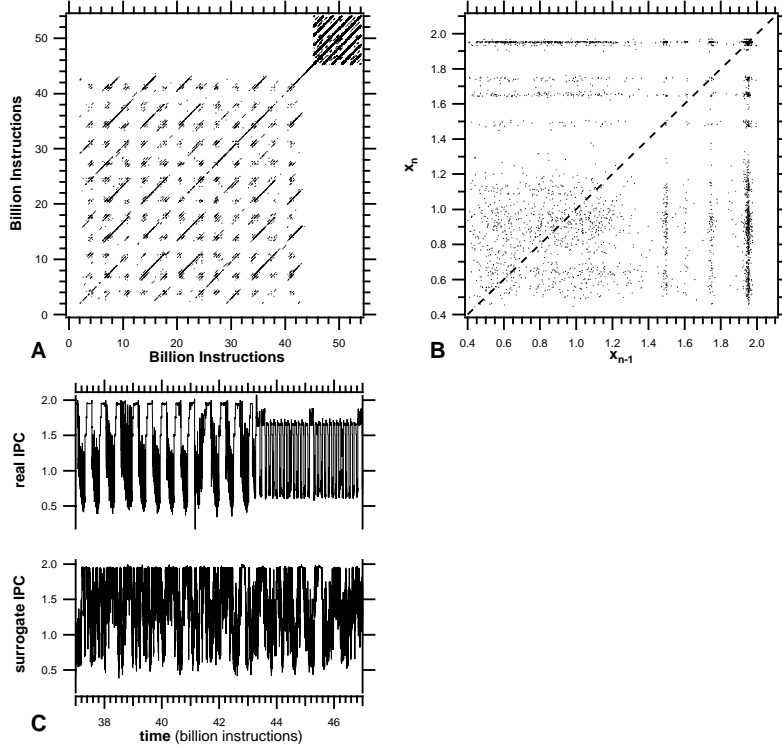 50
40
30
20
10
0
Billion Instructions
0 10 20 30 40 50
Billion Instructions
A
2.0
1.8
1.6
1.4
1.2
1.0
0.8
0.6
0.4
xn
0.4 0.6 0.8 1.0 1.2 1.4 1.6 1.8 2.0
xn-1
B
2.0
1.5
1.0
0.5
real IPC
2.0
1.5
1.0
0.5
surrogate IPC
38 40 42 44 46
time (billion instructions)
C